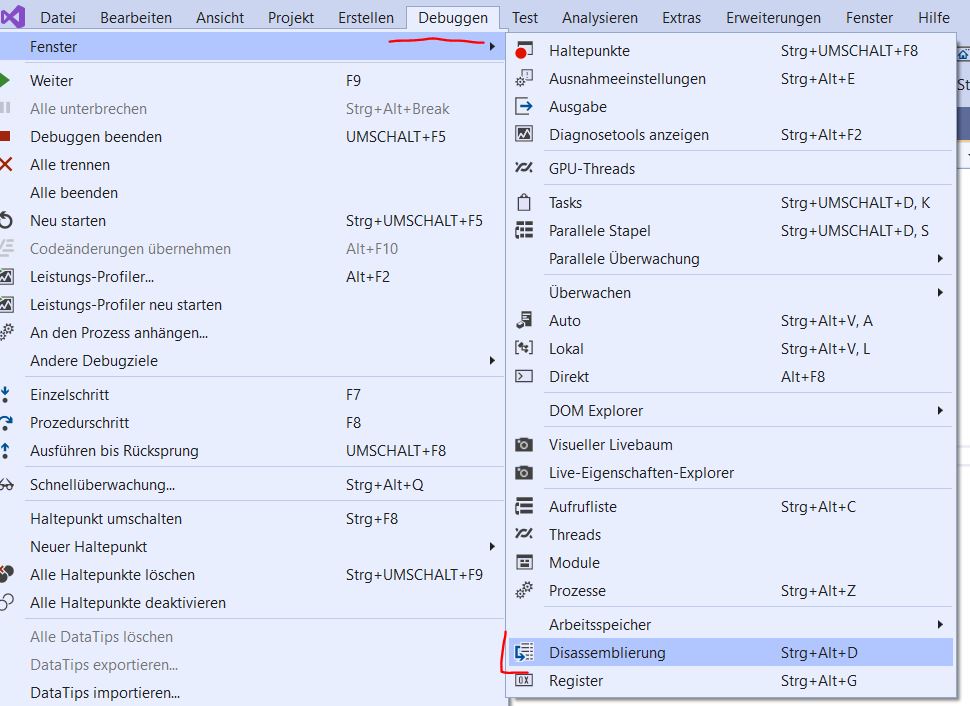 Datei Bearbeiten Ansicht Projekt Erstellen Debuggen Test Analysieren Extras Erweiterungen Fenster Hilfe
Fenster
Weiter F9
Alle unterbrechen Strg+Alt+Break
Debuggen beenden UMSCHALT+F5
Alle trennen
Alle beenden
Neu starten Strg+UMSCHALT+F5
Codeänderungen übernehmen Alt+F10
Leistungs-Profiler... Alt+F2
Leistungs-Profiler neu starten
An den Prozess anhängen...
Andere Debugziele
Einzelschritt F7
Prozedurschritt F8
Ausführen bis Rücksprung UMSCHALT+F8
Schnellüberwachung... Strg+Alt+Q
Haltepunkt umschalten Strg+F8
Neuer Haltepunkt
Alle Haltepunkte löschen Strg+UMSCHALT+F9
Alle Haltepunkte deaktivieren
Alle DataTips löschen
DataTips exportieren...
DataTips importieren...
Haltepunkte Strg+UMSCHALT+F8
Ausnahmeeinstellungen Strg+Alt+E
Ausgabe
Diagnosetools anzeigen Strg+Alt+F2
GPU-Threads
Tasks Strg+UMSCHALT+D, K
Parallele Stapel Strg+UMSCHALT+D, S
Parallele Überwachung
Überwachen
Auto Strg+Alt+V, A
Lokal Strg+Alt+V, L
Direkt Alt+F8
DOM Explorer
Visueller Livebaum
Live-Eigenschaften-Explorer
Aufrufliste Strg+Alt+C
Threads
Module
Prozesse Strg+Alt+Z
Arbeitsspeicher
Disassemblierung Strg+Alt+D
Register Strg+Alt+G